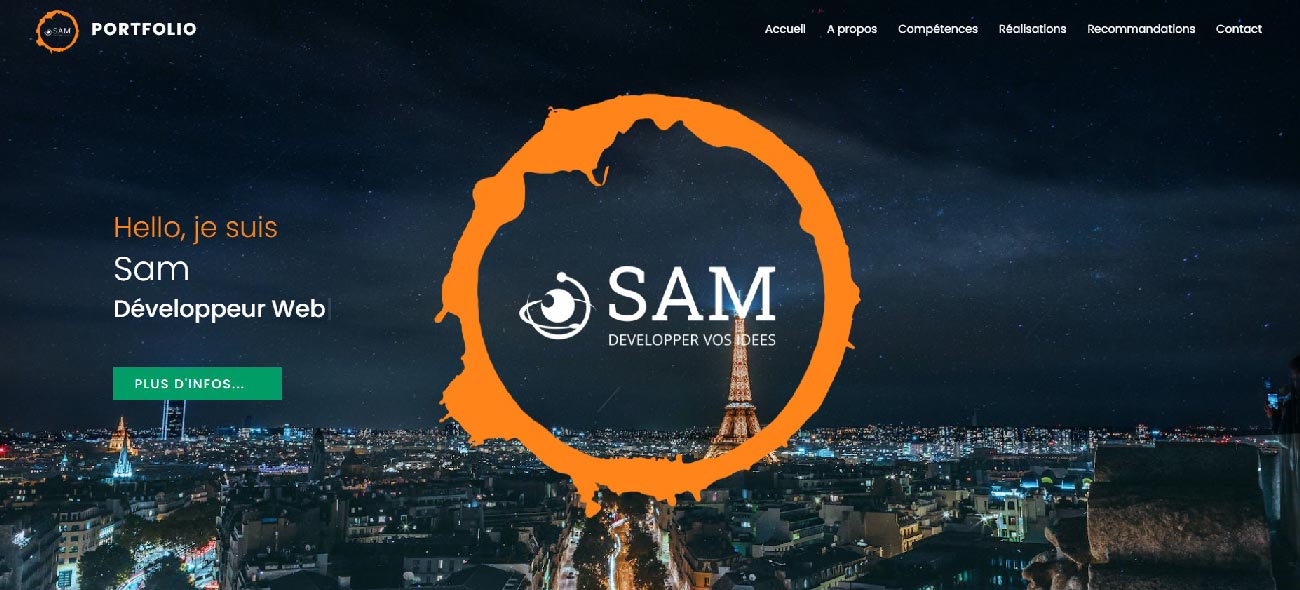 SAM
PORTFOLIO
Accueil
A propos
Compétences
Réalisations
Recommandations
Contact
Hello, je suis
Sam
Développeur Web
PLUS D'INFOS...
SAM
DEVELOPPER VOS IDEES